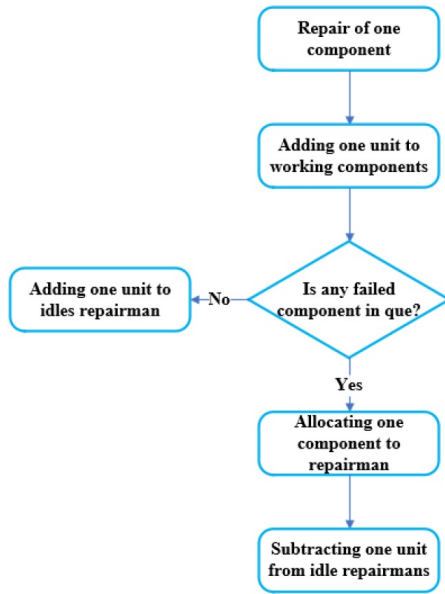 Repair of one
component
Adding one unit to
working components
Is any failed
component in que?
No
Adding one unit to
idles repairman
Yes
Allocating one
component to
repairman
Subtracting one unit
from idle repairmans